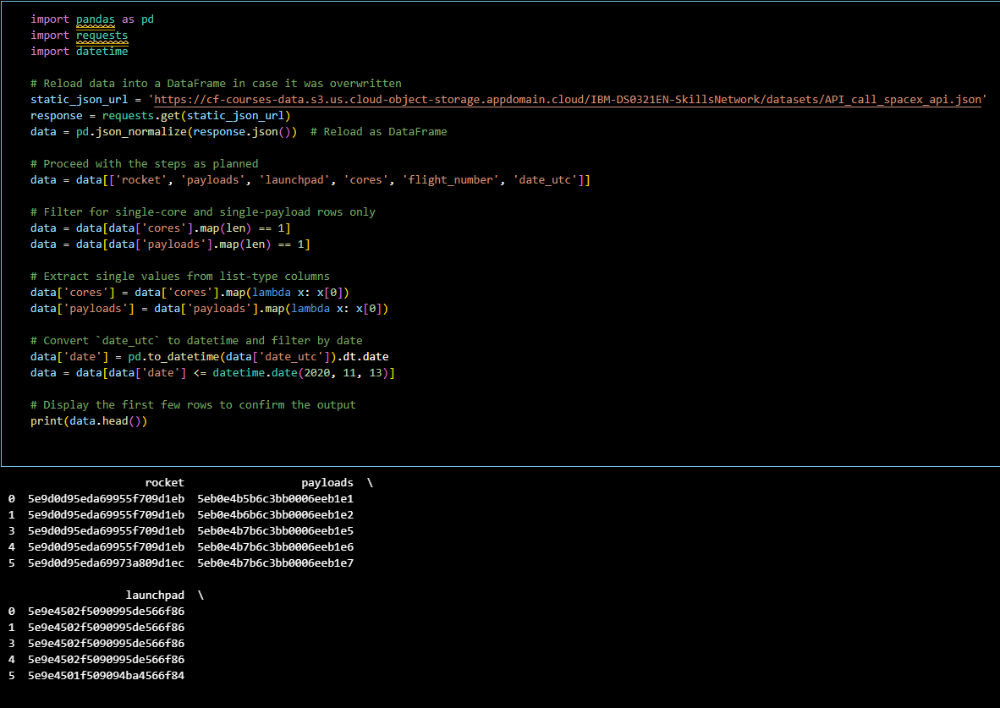 import pandas as pd
import requests
import datetime
# Reload data into a DataFrame in case it was overwritten
static_json_url = 'https://cf-courses-data.s3.us.cloud-object-storage.appdomain.cloud/IBM-DS0321EN-SkillsNetwork/datasets/API_call_spacex_api.json'
response = requests.get(static_json_url)
data = pd.json_normalize(response.json())  # Reload as DataFrame
# Proceed with the steps as planned
data = data[['rocket', 'payloads', 'launchpad', 'cores', 'flight_number', 'date_utc']]
# Filter for single-core and single-payload rows only
data = data[data['cores'].map(len) == 1]
data = data[data['payloads'].map(len) == 1]
# Extract single values from list-type columns
data['cores'] = data['cores'].map(lambda x: x[0])
data['payloads'] = data['payloads'].map(lambda x: x[0])
# Convert `date_utc` to datetime and filter by date
data['date'] = pd.to_datetime(data['date_utc']).dt.date
data = data[data['date'] <= datetime.date(2020, 11, 13)]
# Display the first few rows to confirm the output
print(data.head())
rocket payloads \
0 5e9d0d95eda69955f709d1eb 5eb0e4b5b6c3bb0006eeb1e1
1 5e9d0d95eda69955f709d1eb 5eb0e4b6b6c3bb0006eeb1e2
3 5e9d0d95eda69955f709d1eb 5eb0e4b7b6c3bb0006eeb1e5
4 5e9d0d95eda69955f709d1eb 5eb0e4b7b6c3bb0006eeb1e6
5 5e9d0d95eda69973a809d1ec 5eb0e4b7b6c3bb0006eeb1e7
launchpad \
0 5e9e4502f5090995de566f86
1 5e9e4502f5090995de566f86
3 5e9e4502f5090995de566f86
4 5e9e4502f5090995de566f86
5 5e9e4501f509094ba4566f84